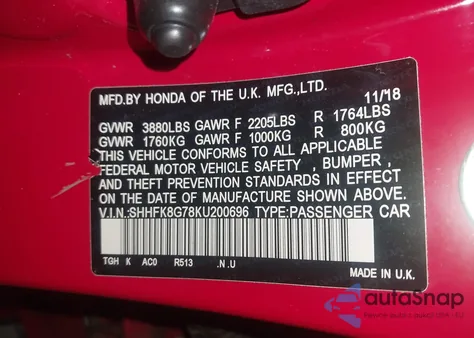 MFD.BY HONDA OF THE U.K. MFG.,LTD. 11/18
GVWR 3880LBS GAWR F 2205LBS R 1764LBS
GVWR 1760KG GAWR F 1000KG R 800KG
THIS VEHICLE CONFORMS TO ALL APPLICABLE
FEDERAL MOTOR VEHICLE SAFETY , BUMPER ,
AND THEFT PREVENTION STANDARDS IN EFFECT
ON THE DATE OF MANUFACTURE SHOWN ABOVE.
V.I.N.:SHHFK8G78KU200696 TYPE:PASSENGER CAR
TGH K AC0 R513 .N.U MADE IN U.K.
autoSnap